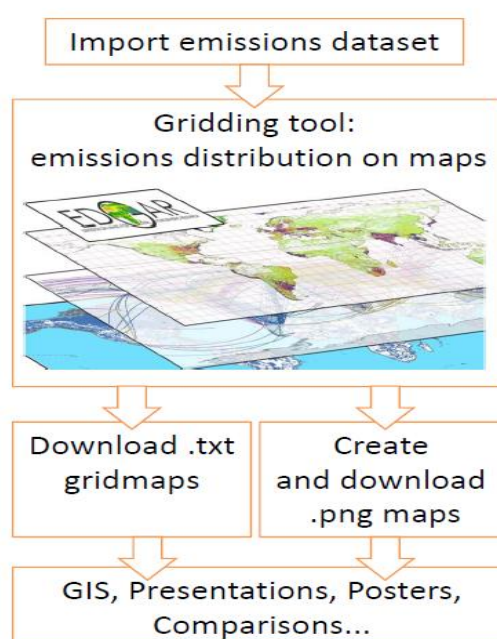 Import emissions dataset
Gridding tool:
emissions distribution on maps
EDGAR
Download .txt
gridmaps
Create
and download
.png maps
GIS, Presentations, Posters,
Comparisons...